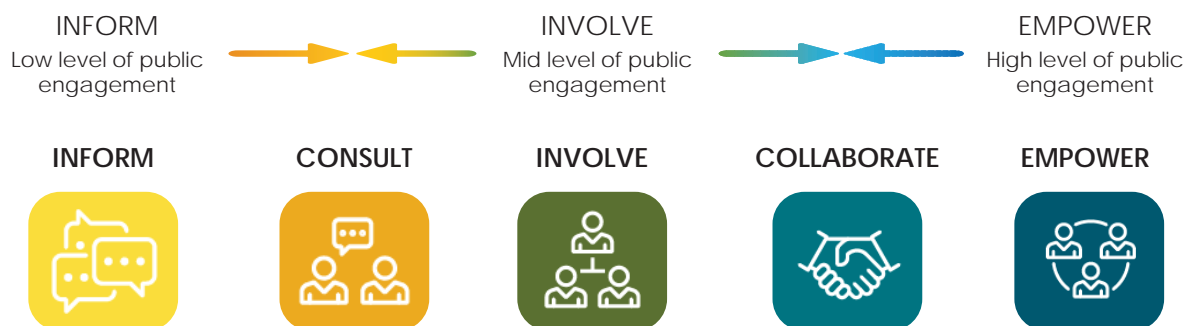 INFORM
Low level of public
engagement
INVOLVE
Mid level of public
engagement
EMPOWER
High level of public
engagement
INFORM
CONSULT
INVOLVE
COLLABORATE
EMPOWER